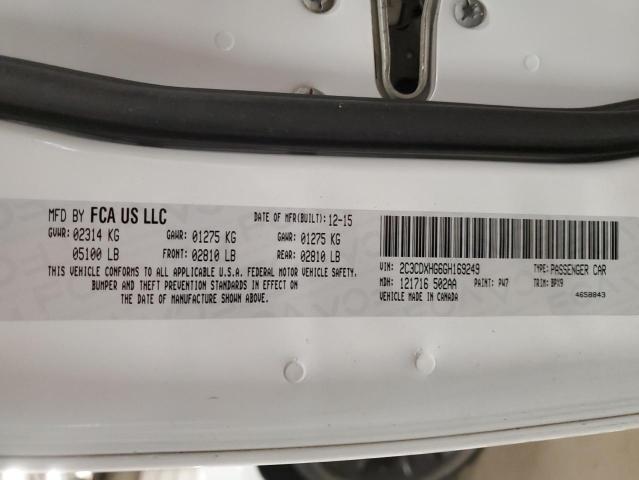 MFD BY FCA US LLC
DATE OF MFR(BUILT): 12-15
GVWR: 02314 KG GAWR: 01275 KG GAWR: 01275 KG
05100 LB FRONT: 02810 LB REAR: 02810 LB
THIS VEHICLE CONFORMS TO ALL APPLICABLE U.S.A. FEDERAL MOTOR VEHICLE SAFETY,
BUMPER AND THEFT PREVENTION STANDARDS IN EFFECT ON
THE DATE OF MANUFACTURE SHOWN ABOVE.
VIN: 2C3CDXHG6GH169249 TYPE: PASSENGER CAR
MDH: 121716 502AA PAINT: PW7 TRIM: BPX9
VEHICLE MADE IN CANADA 4658843